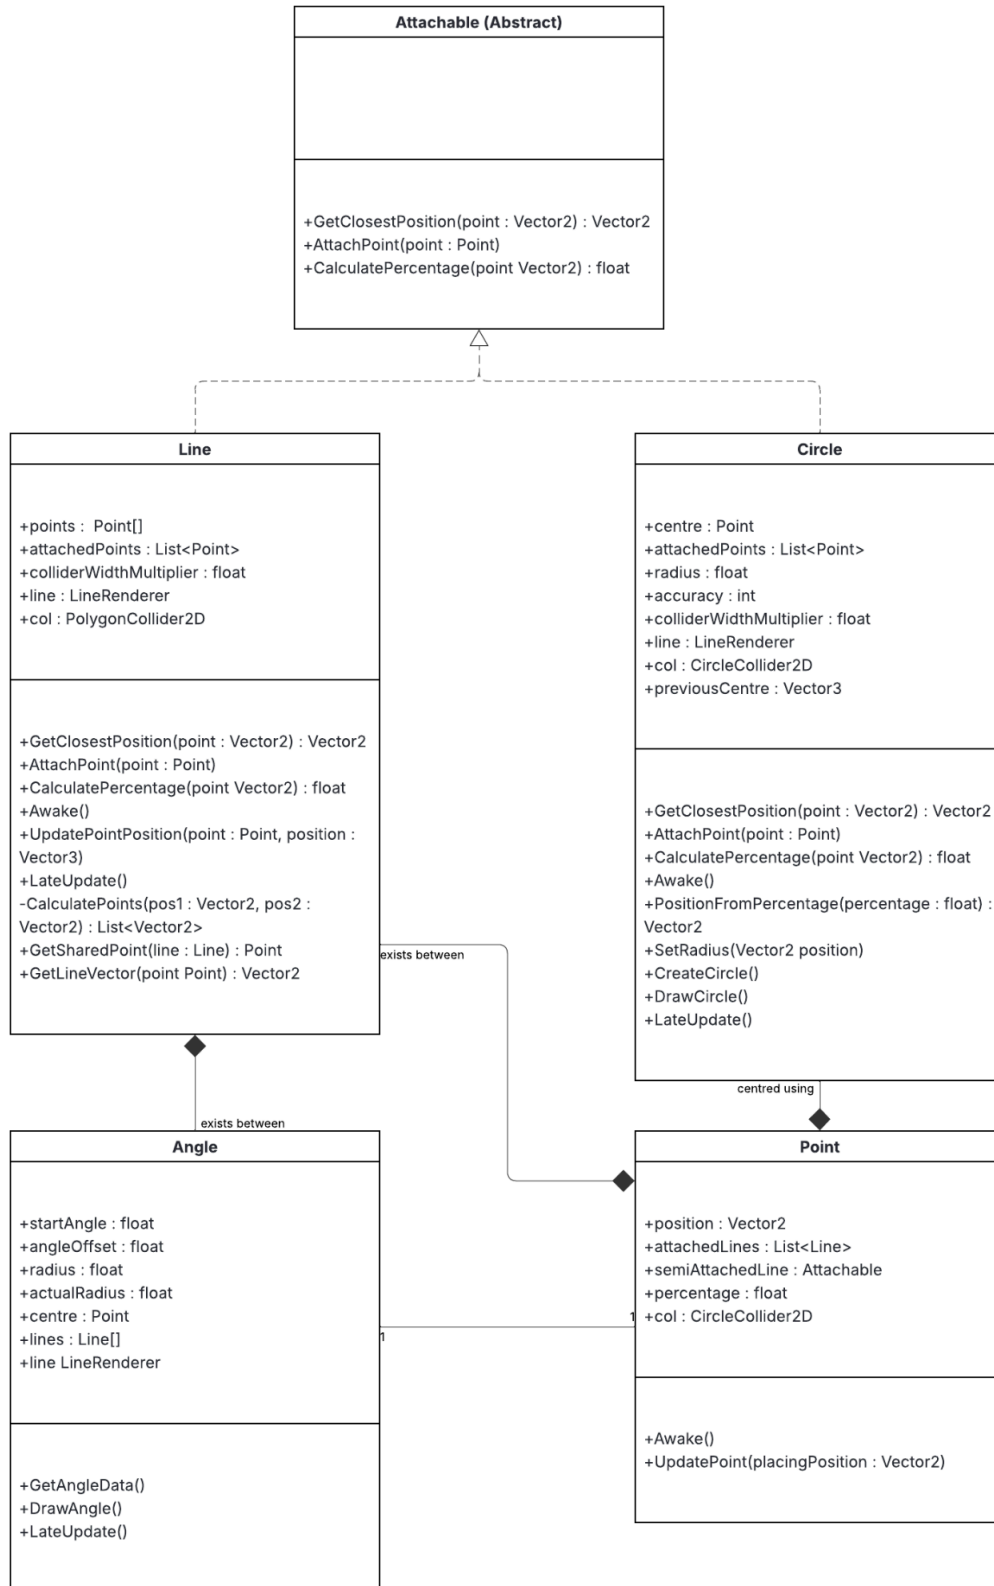 Attachable (Abstract)
+GetClosestPosition(point : Vector2) : Vector2
+AttachPoint(point : Point)
+CalculatePercentage(point Vector2) : float
Line
+points :  Point[]
+attachedPoints : List<Point>
+colliderWidthMultiplier : float
+line : LineRenderer
+col : PolygonCollider2D
+GetClosestPosition(point : Vector2) : Vector2
+AttachPoint(point : Point)
+CalculatePercentage(point Vector2) : float
+Awake()
+UpdatePointPosition(point : Point, position :
Vector3)
+LateUpdate()
-CalculatePoints(pos1 : Vector2, pos2 :
Vector2) : List<Vector2>
+GetSharedPoint(line : Line) : Point
+GetLineVector(point Point) : Vector2
Circle
+centre : Point
+attachedPoints : List<Point>
+radius : float
+accuracy : int
+colliderWidthMultiplier : float
+line : LineRenderer
+col : CircleCollider2D
+previousCentre : Vector3
+GetClosestPosition(point : Vector2) : Vector2
+AttachPoint(point : Point)
+CalculatePercentage(point Vector2) : float
+Awake()
+PositionFromPercentage(percentage : float) :
Vector2
+SetRadius(Vector2 position)
+CreateCircle()
+DrawCircle()
+LateUpdate()
exists between
centred using
exists between
Angle
+startAngle : float
+angleOffset : float
+radius : float
+actualRadius : float
+centre : Point
+lines : Line[]
+line LineRenderer
+GetAngleData()
+DrawAngle()
+LateUpdate()
1
1
Point
+position : Vector2
+attachedLines : List<Line>
+semiAttachedLine : Attachable
+percentage : float
+col : CircleCollider2D
+Awake()
+UpdatePoint(placingPosition : Vector2)